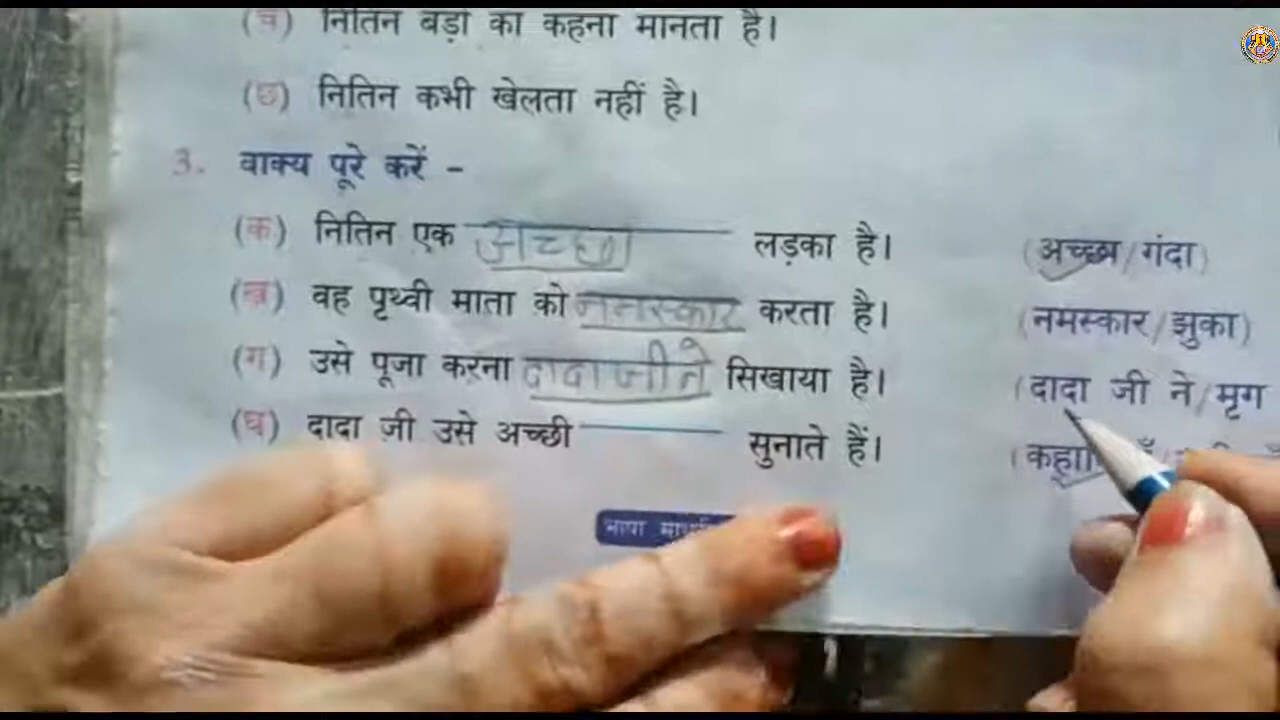 (च) नितिन बड़ों का कहना मानता है।
(छ) नितिन कभी खेलता नहीं है।
3. वाक्य पूरे करें -
(क) नितिन एक अच्छा लड़का है। (अच्छा/गंदा)
(ख) वह पृथ्वी माता को नमस्कार करता है। (नमस्कार/झुका)
(ग) उसे पूजा करना दादा जी ने सिखाया है। (दादा जी ने/मृग
(घ) दादा जी उसे अच्छी सुनाते हैं।
भाषा